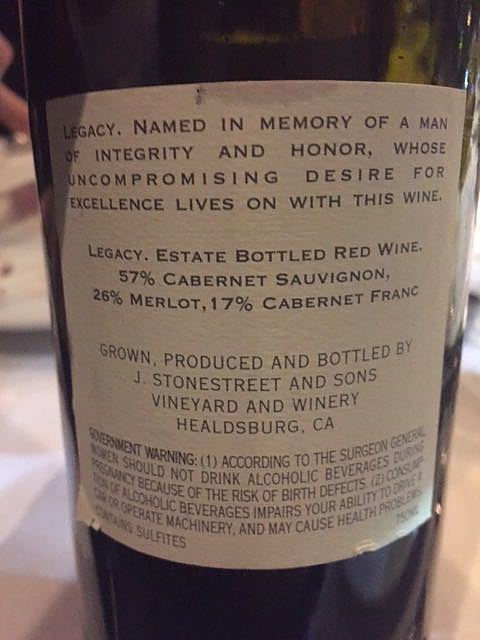 LEGACY. NAMED IN MEMORY OF A MAN
OF INTEGRITY AND HONOR, WHOSE
UNCOMPROMISING DESIRE FOR
EXCELLENCE LIVES ON WITH THIS WINE.
LEGACY. ESTATE BOTTLED RED WINE.
57% CABERNET SAUVIGNON,
26% MERLOT, 17% CABERNET FRANC
GROWN, PRODUCED AND BOTTLED BY
J. STONESTREET AND SONS
VINEYARD AND WINERY
HEALDSBURG, CA
GOVERNMENT WARNING: (1) ACCORDING TO THE SURGEON GENERAL
WOMEN SHOULD NOT DRINK ALCOHOLIC BEVERAGES DURING
PREGNANCY BECAUSE OF THE RISK OF BIRTH DEFECTS. (2) CONSUMP-
TION OF ALCOHOLIC BEVERAGES IMPAIRS YOUR ABILITY TO DRIVE A
CAR OR OPERATE MACHINERY, AND MAY CAUSE HEALTH PROBLEMS.
CONTAINS SULFITES 750ML